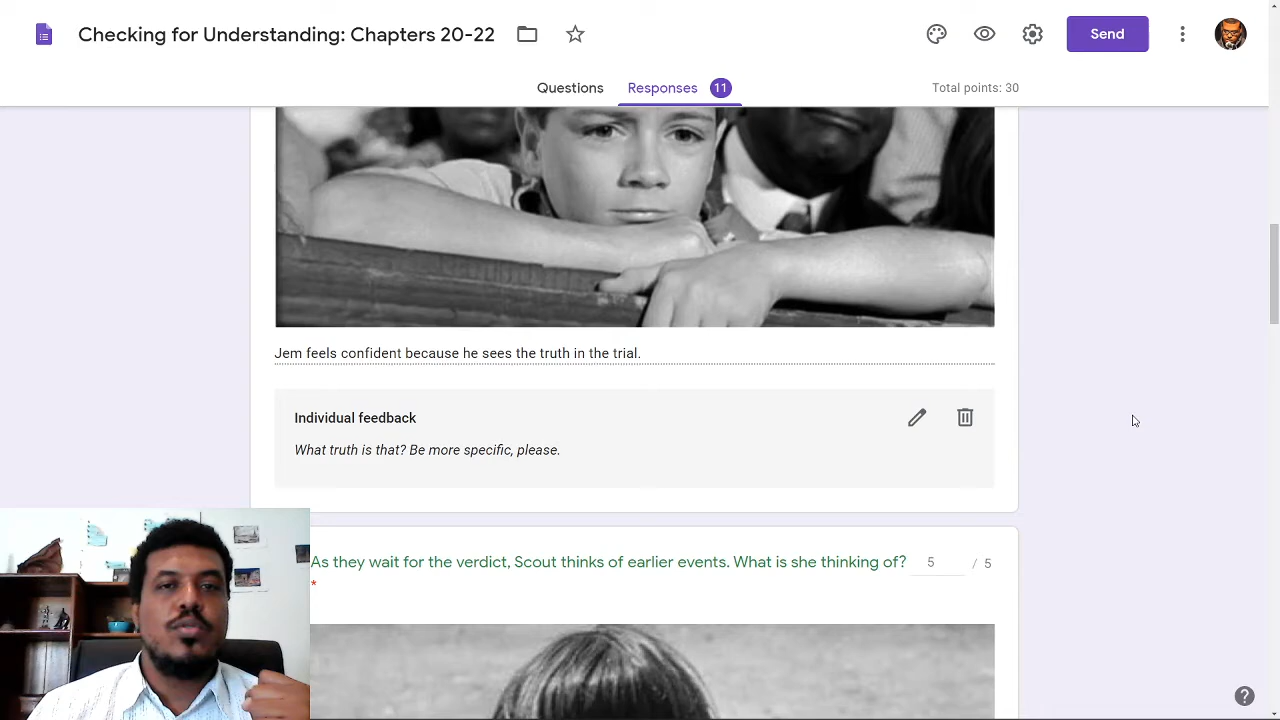 Checking for Understanding: Chapters 20-22
Send
Questions
Responses 11
Total points: 30
Jem feels confident because he sees the truth in the trial.
Individual feedback
What truth is that? Be more specific, please.
As they wait for the verdict, Scout thinks of earlier events. What is she thinking of? 5 / 5
*